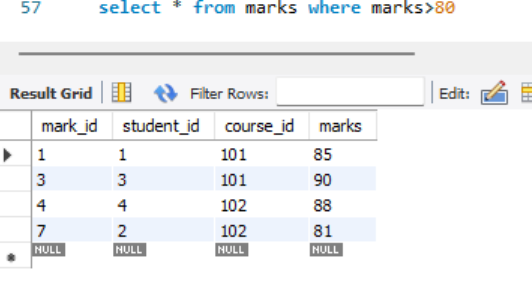 57 select * from marks where marks>80
Result Grid Filter Rows: Edit:
mark_id student_id course_id marks
1 1 101 85
3 3 101 90
4 4 102 88
7 2 102 81
NULL NULL NULL NULL